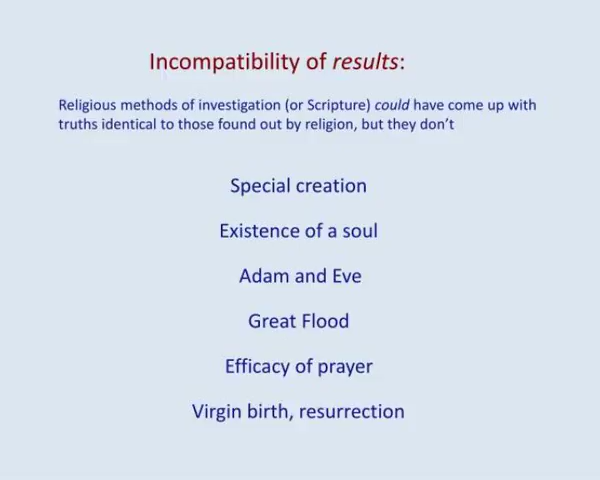 Incompatibility of results:
Religious methods of investigation (or Scripture) could have come up with
truths identical to those found out by religion, but they don't
Special creation
Existence of a soul
Adam and Eve
Great Flood
Efficacy of prayer
Virgin birth, resurrection